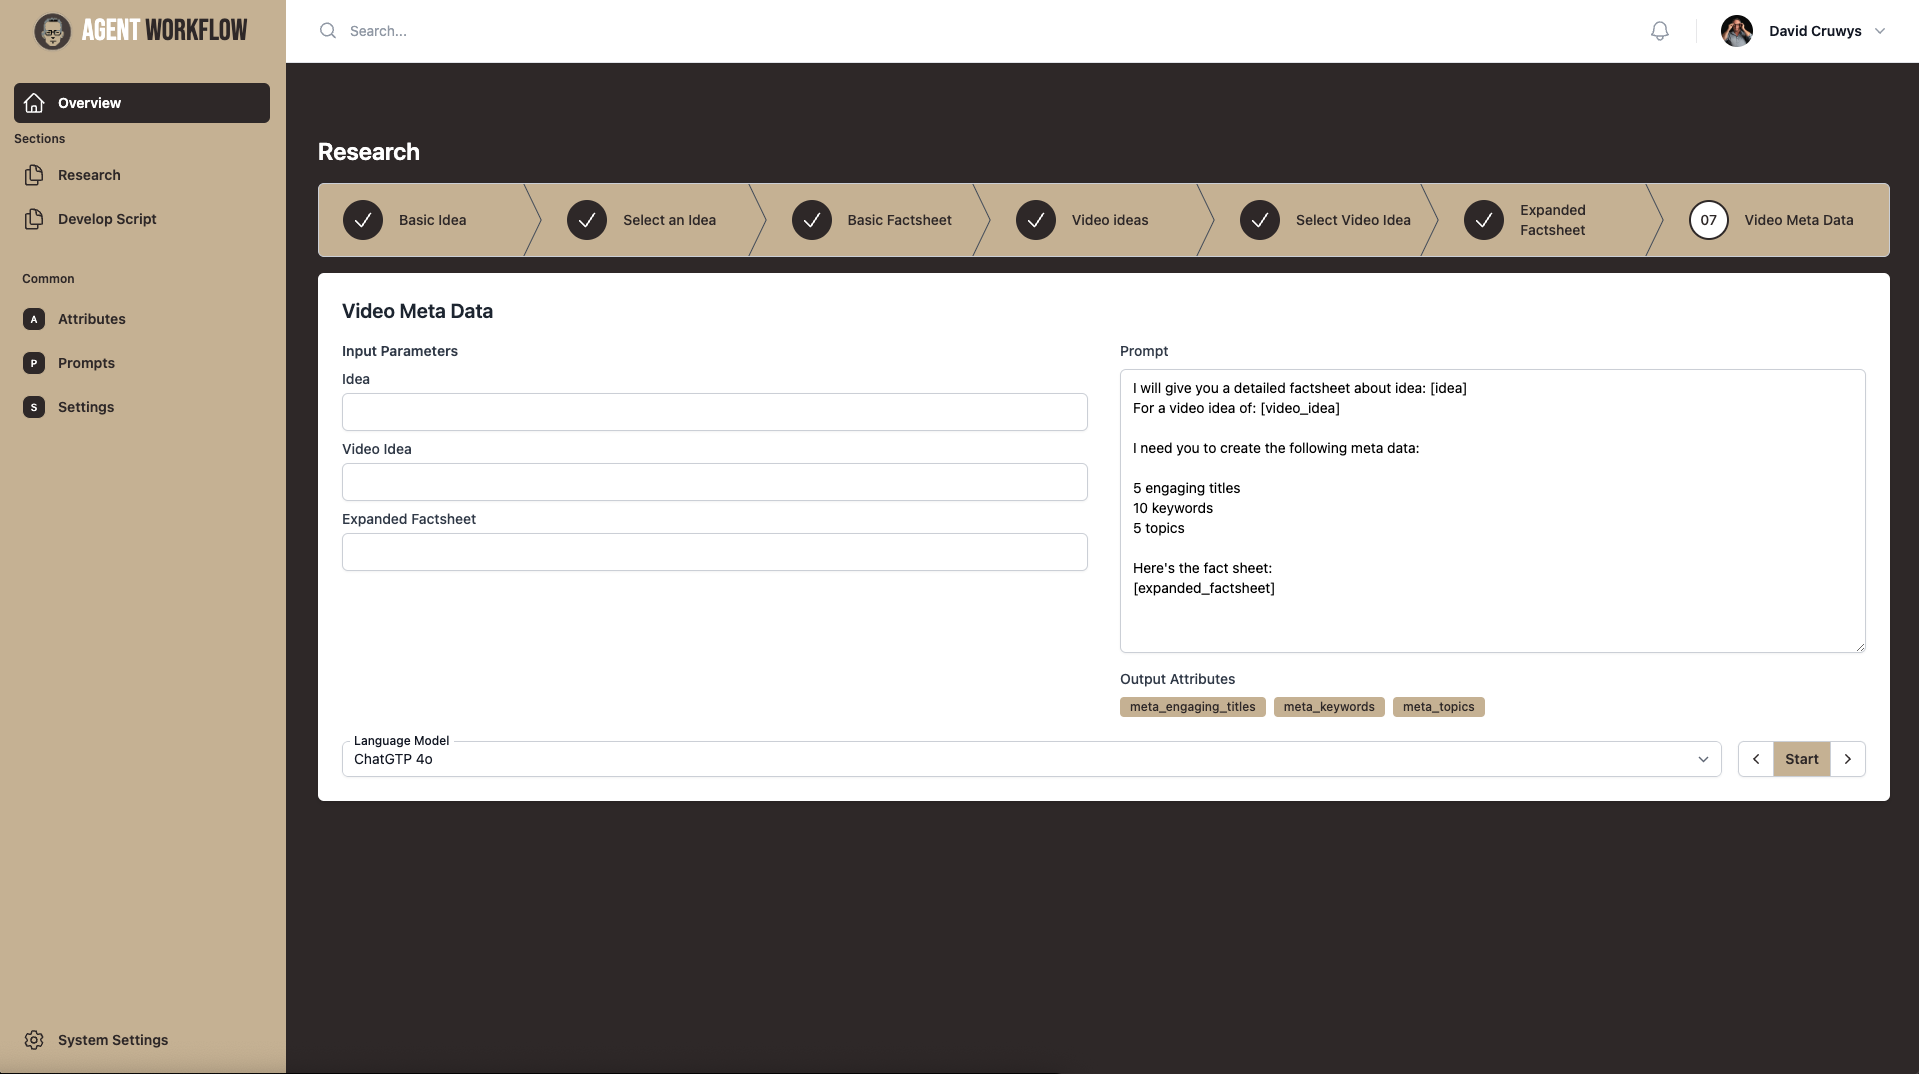 AGENT WORKFLOW
Search...
David Cruwys
Overview
Sections
Research
Develop Script
Common
A Attributes
P Prompts
S Settings
System Settings
Research
Basic Idea
Select an Idea
Basic Factsheet
Video ideas
Select Video Idea
Expanded
Factsheet
07 Video Meta Data
Video Meta Data
Input Parameters
Idea
Video Idea
Expanded Factsheet
Prompt
I will give you a detailed factsheet about idea: [idea]
For a video idea of: [video_idea]
I need you to create the following meta data:
5 engaging titles
10 keywords
5 topics
Here's the fact sheet:
[expanded_factsheet]
Output Attributes
meta_engaging_titles meta_keywords meta_topics
Language Model
ChatGTP 4o
Start